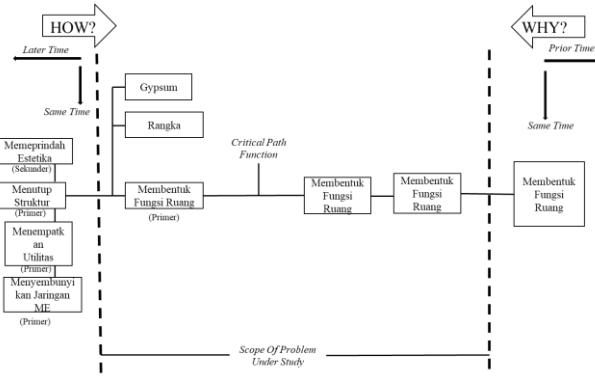 HOW?
WHY?
Later Time
Prior Time
Same Time
Same Time
Gypsum
Rangka
Critical Path
Function
Memeprindah
Estetika
(Sekunder)
Menutup
Struktur
(Primer)
Menempatk
an
Utilitas
(Primer)
Menyembunyi
kan Jaringan
ME
(Primer)
Membentuk
Fungsi Ruang
(Primer)
Membentuk
Fungsi
Ruang
Membentuk
Fungsi
Ruang
Membentuk
Fungsi
Ruang
Scope Of Problem
Under Study